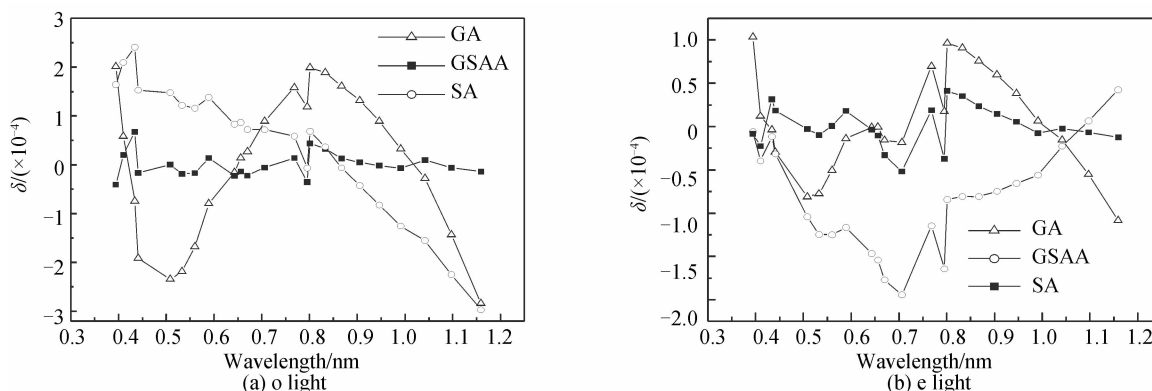 3
2
1
0
−1
−2
−3
δ/(×10⁻⁴)
GA
GSAA
SA
0.3 0.4 0.5 0.6 0.7 0.8 0.9 1.0 1.1 1.2
Wavelength/nm
(a) o light
1.0
0.5
0
−0.5
−1.0
−1.5
−2.0
δ/(×10⁻⁴)
GA
GSAA
SA
0.3 0.4 0.5 0.6 0.7 0.8 0.9 1.0 1.1 1.2
Wavelength/nm
(b) e light